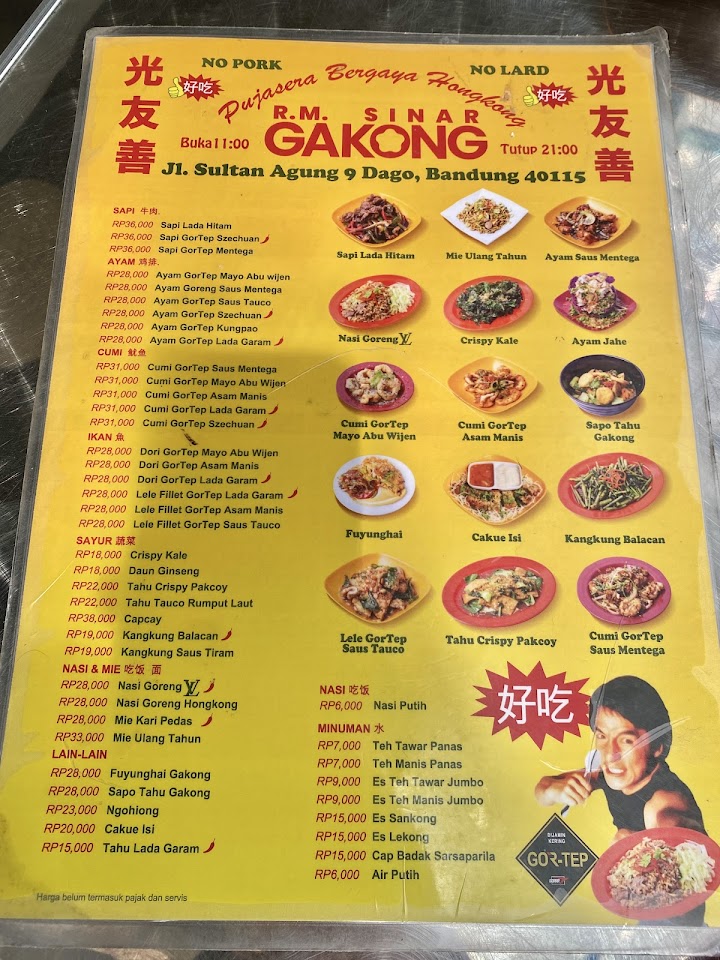 光友善
好吃
NO PORK
NO LARD
Pujasera Bergaya Hongkong
R.M. SINAR
GAKONG
Buka 11:00
Tutup 21:00
Jl. Sultan Agung 9 Dago, Bandung 40115
光友善
好吃
SAPI 牛肉.
RP36,000 Sapi Lada Hitam
RP36,000 Sapi GorTep Szechuan
RP36,000 Sapi GorTep Mentega
AYAM 鸡排.
RP28,000 Ayam GorTep Mayo Abu wijen
RP28,000 Ayam Goreng Saus Mentega
RP28,000 Ayam GorTep Saus Tauco
RP28,000 Ayam GorTep Szechuan
RP28,000 Ayam GorTep Kungpao
RP28,000 Ayam GorTep Lada Garam
CUMI 鱿魚
RP31,000 Cumi GorTep Saus Mentega
RP31,000 Cumi GorTep Mayo Abu Wijen
RP31,000 Cumi GorTep Asam Manis
RP31,000 Cumi GorTep Lada Garam
RP31,000 Cumi GorTep Szechuan
IKAN 魚
RP28,000 Dori GorTep Mayo Abu Wijen
RP28,000 Dori GorTep Asam Manis
RP28,000 Dori GorTep Lada Garam
RP28,000 Lele Fillet GorTep Lada Garam
RP28,000 Lele Fillet GorTep Asam Manis
RP28,000 Lele Fillet GorTep Saus Tauco
SAYUR 蔬菜
RP18,000 Crispy Kale
RP18,000 Daun Ginseng
RP22,000 Tahu Crispy Pakcoy
RP22,000 Tahu Tauco Rumput Laut
RP38,000 Capcay
RP19,000 Kangkung Balacan
RP19,000 Kangkung Saus Tiram
NASI & MIE 吃饭 面
RP28,000 Nasi Goreng LV
RP28,000 Nasi Goreng Hongkong
RP28,000 Mie Kari Pedas
RP33,000 Mie Ulang Tahun
LAIN-LAIN
RP28,000 Fuyunghai Gakong
RP28,000 Sapo Tahu Gakong
RP23,000 Ngohiong
RP20,000 Cakue Isi
RP15,000 Tahu Lada Garam
Harga belum termasuk pajak dan servis
Sapi Lada Hitam
Mie Ulang Tahun
Ayam Saus Mentega
Nasi Goreng LV
Crispy Kale
Ayam Jahe
Cumi GorTep
Mayo Abu Wijen
Cumi GorTep
Asam Manis
Sapo Tahu
Gakong
Fuyunghai
Cakue Isi
Kangkung Balacan
Lele GorTep
Saus Tauco
Tahu Crispy Pakcoy
Cumi GorTep
Saus Mentega
NASI 吃饭
RP6,000 Nasi Putih
MINUMAN 水
RP7,000 Teh Tawar Panas
RP7,000 Teh Manis Panas
RP9,000 Es Teh Tawar Jumbo
RP9,000 Es Teh Manis Jumbo
RP15,000 Es Sankong
RP15,000 Es Lekong
RP15,000 Cap Badak Sarsaparila
RP6,000 Air Putih
好吃
DIJAMIN
KERING
GOR-TEP